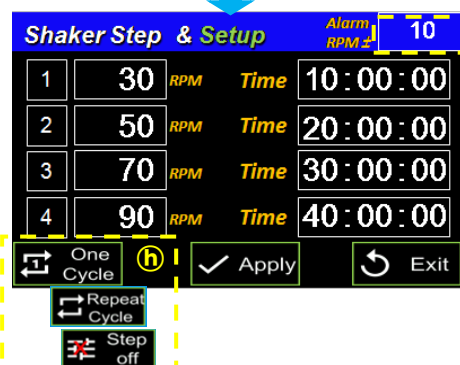 Shaker Step & Setup Alarm RPM± 10
1 30 RPM Time 10:00:00
2 50 RPM Time 20:00:00
3 70 RPM Time 30:00:00
4 90 RPM Time 40:00:00
1 One Cycle ⓗ Apply Exit
Repeat Cycle
Step off